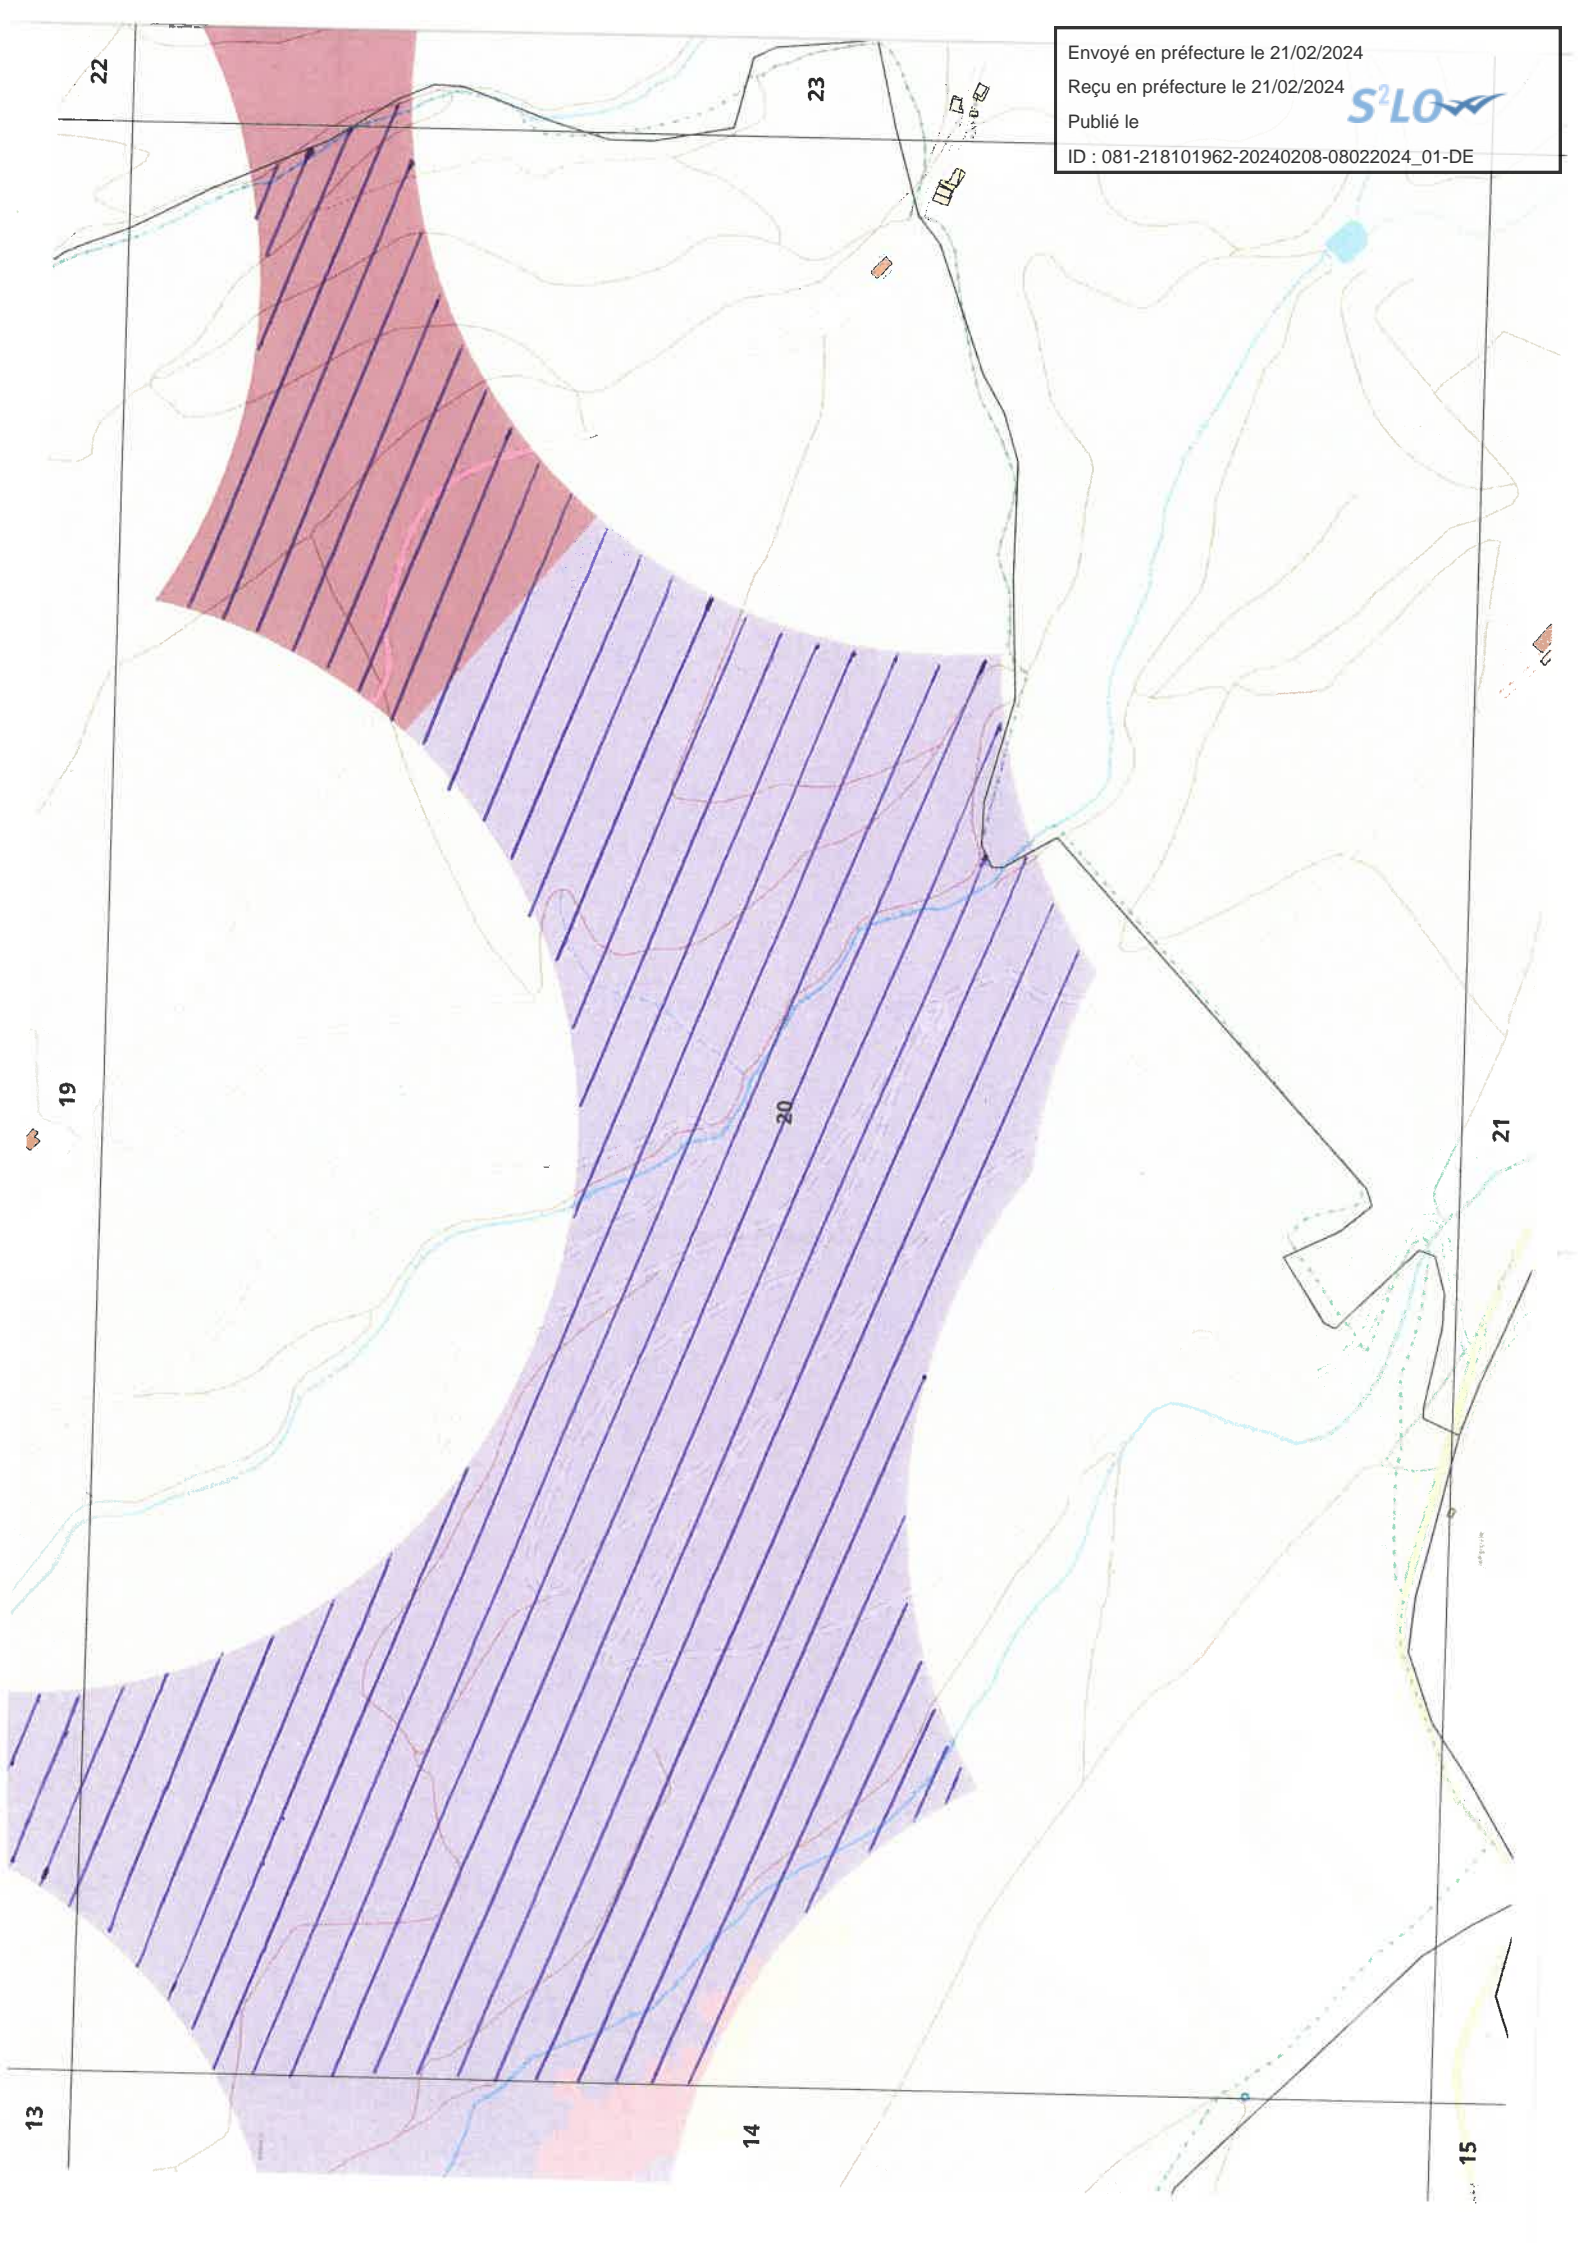 Envoyé en préfecture le 21/02/2024
Reçu en préfecture le 21/02/2024
S²LO
Publié le
ID : 081-218101962-20240208-08022024_01-DE
22
23
19
20
21
13
14
15